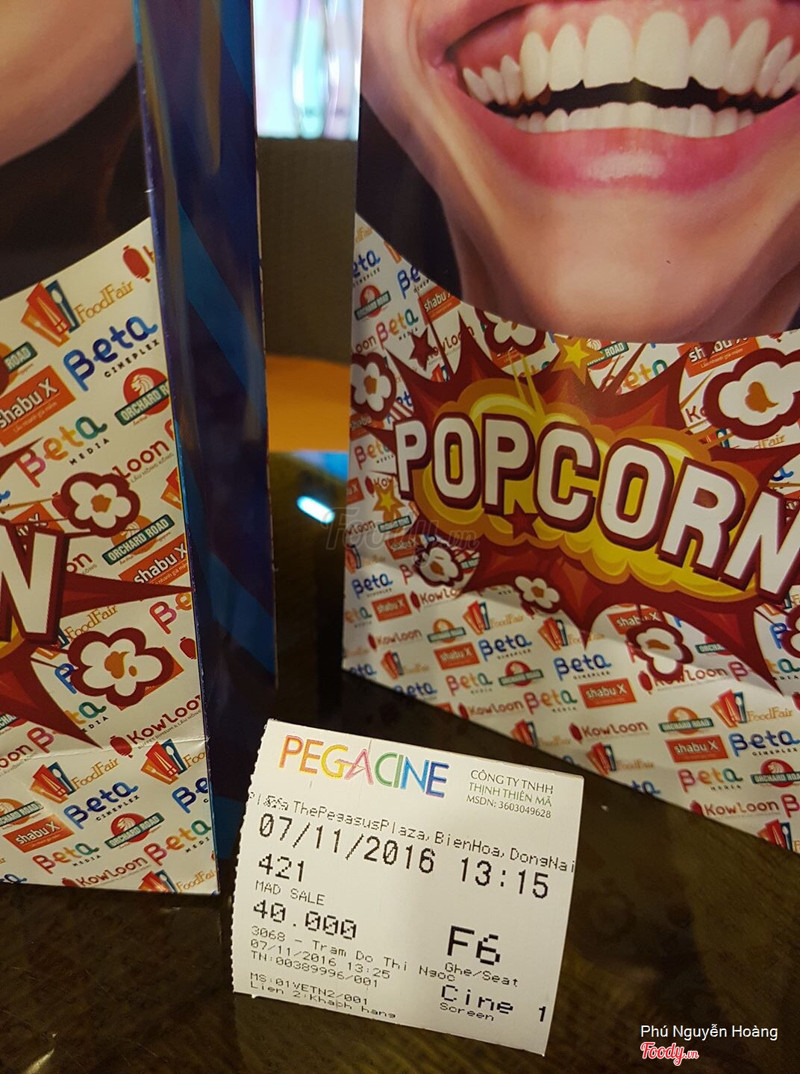 FoodFair
Beta
CINEPLEX
shabu X
ORCHARD ROAD
Beta
MEDIA
KowLoon
POPCORN
Foody.vn
PEGACINE
CÔNG TY TNHH
THỊNH THIÊN MÃ
MSDN: 3603049628
ThePegasusPlaza, BienHoa, DongNai
07/11/2016 13:15
421
MAD SALE
40.000
F6
Ghe/Seat
3068 - Tram Do Thi Ngoc
07/11/2016 13:25
TN:00389996/001
Cine 1
Screen
MS:01VETN2/001
Lien 2:Khach hang
Phú Nguyễn Hoàng
Foody.vn